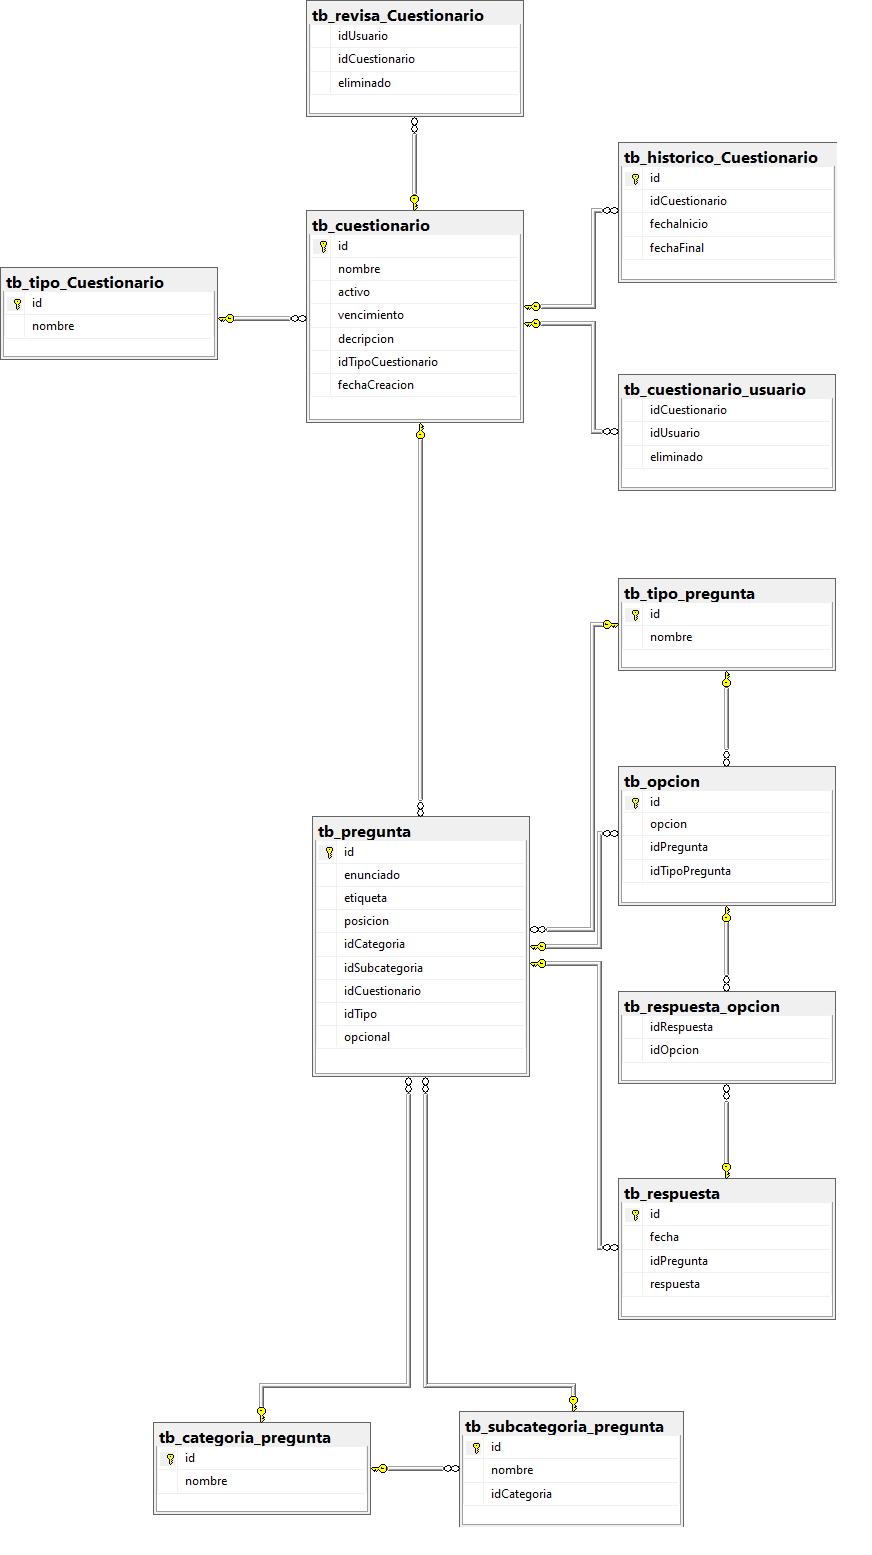 tb_revisa_Cuestionario
idUsuario
idCuestionario
eliminado
tb_historico_Cuestionario
id
idCuestionario
fechaInicio
fechaFinal
tb_cuestionario
id
nombre
activo
vencimiento
decripcion
idTipoCuestionario
fechaCreacion
tb_tipo_Cuestionario
id
nombre
tb_cuestionario_usuario
idCuestionario
idUsuario
eliminado
tb_tipo_pregunta
id
nombre
tb_opcion
id
opcion
idPregunta
idTipoPregunta
tb_pregunta
id
enunciado
etiqueta
posicion
idCategoria
idSubcategoria
idCuestionario
idTipo
opcional
tb_respuesta_opcion
idRespuesta
idOpcion
tb_respuesta
id
fecha
idPregunta
respuesta
tb_categoria_pregunta
id
nombre
tb_subcategoria_pregunta
id
nombre
idCategoria